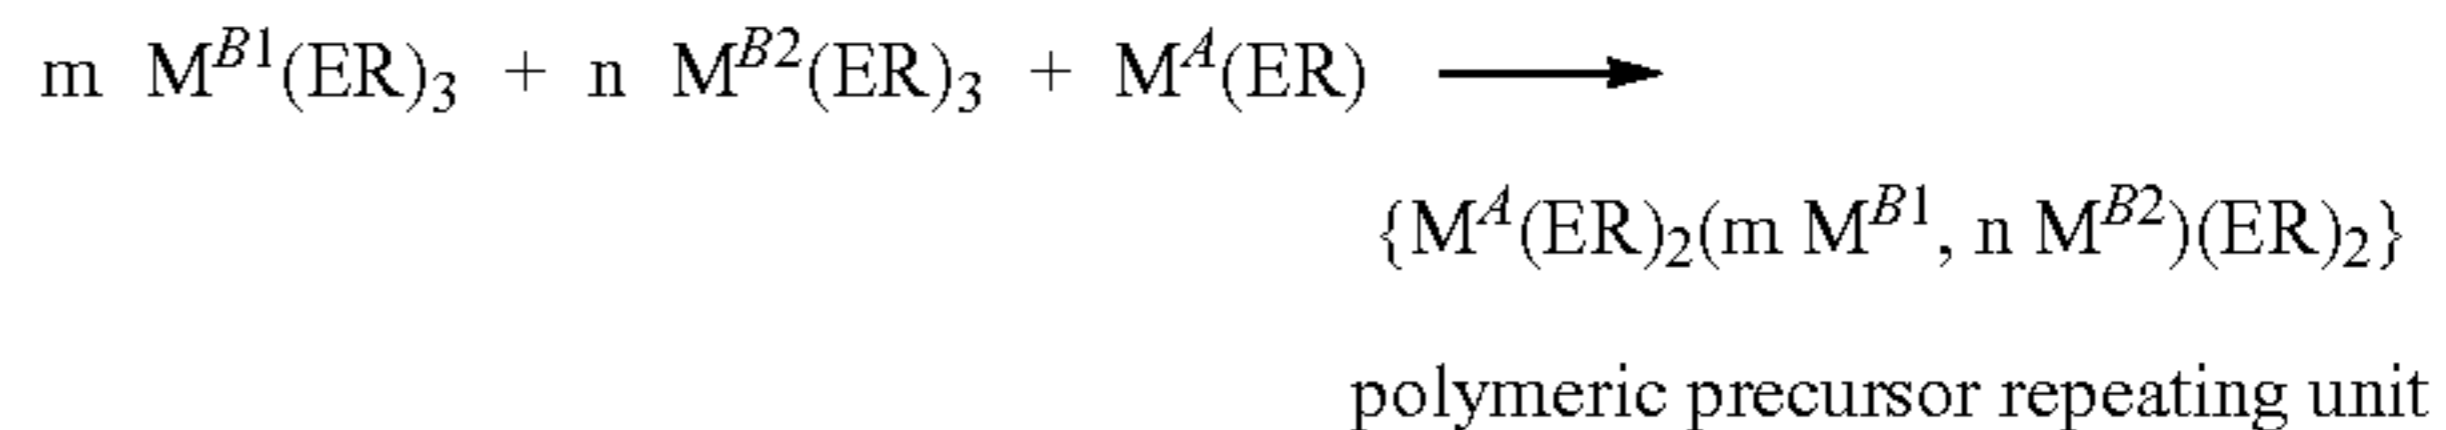 m M^{B1}(ER)_3 + n M^{B2}(ER)_3 + M^A(ER) ⟶
{M^A(ER)_2(m M^{B1}, n M^{B2})(ER)_2}
polymeric precursor repeating unit